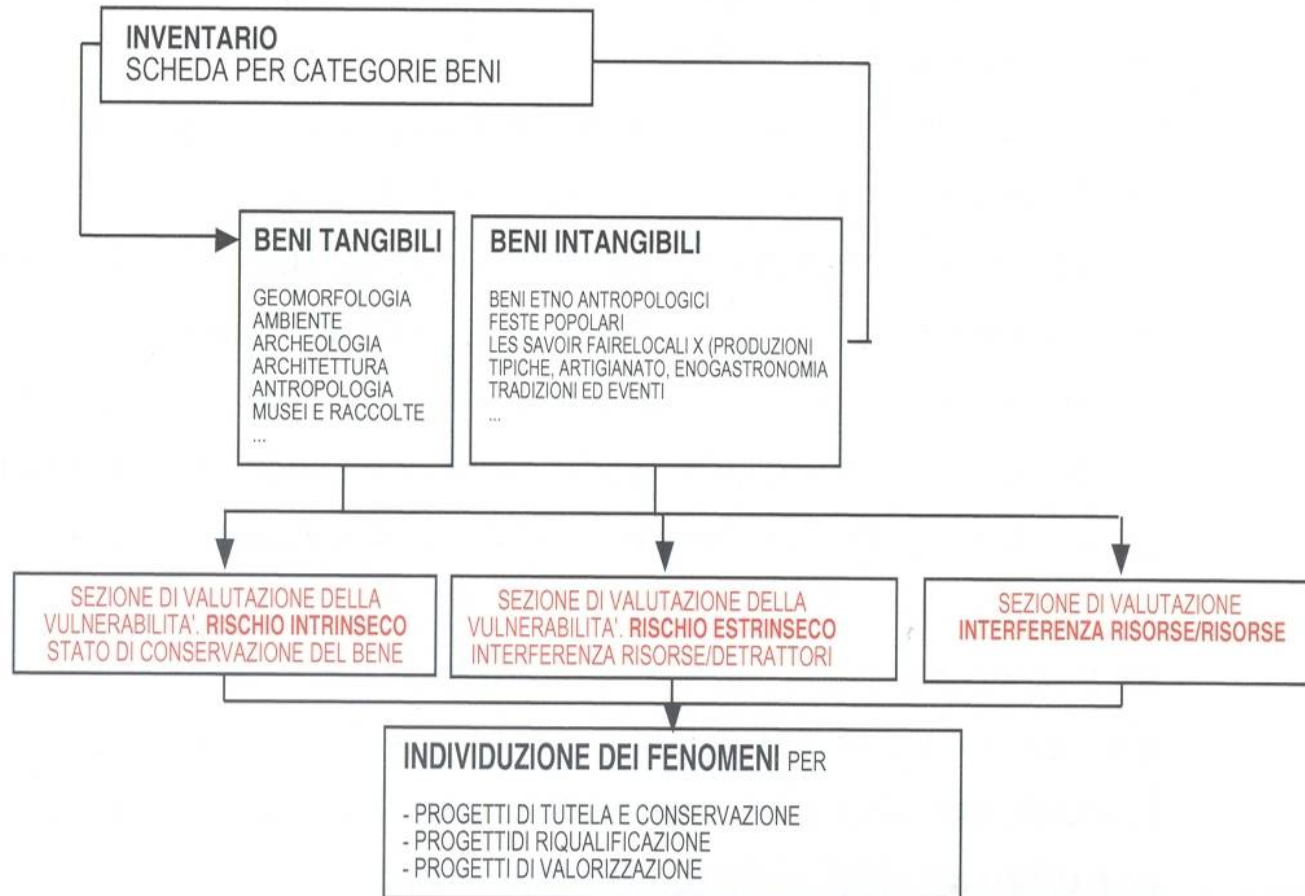 INVENTARIO
SCHEDA PER CATEGORIE BENI
BENI TANGIBILI
GEOMORFOLOGIA
AMBIENTE
ARCHEOLOGIA
ARCHITETTURA
ANTROPOLOGIA
MUSEI E RACCOLTE
...
BENI INTANGIBILI
BENI ETNO ANTROPOLOGICI
FESTE POPOLARI
LES SAVOIR FAIRELOCALI X (PRODUZIONI
TIPICHE, ARTIGIANATO, ENOGASTRONOMIA
TRADIZIONI ED EVENTI
...
SEZIONE DI VALUTAZIONE DELLA
VULNERABILITA'. RISCHIO INTRINSECO
STATO DI CONSERVAZIONE DEL BENE
SEZIONE DI VALUTAZIONE DELLA
VULNERABILITA'. RISCHIO ESTRINSECO
INTERFERENZA RISORSE/DETRATTORI
SEZIONE DI VALUTAZIONE
INTERFERENZA RISORSE/RISORSE
INDIVIDUZIONE DEI FENOMENI PER
- PROGETTI DI TUTELA E CONSERVAZIONE
- PROGETTIDI RIQUALIFICAZIONE
- PROGETTI DI VALORIZZAZIONE